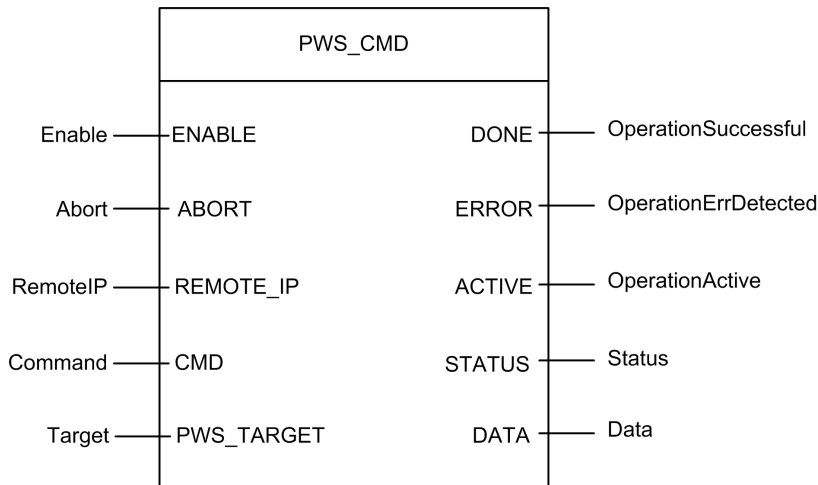 PWS_CMD
Enable ENABLE DONE OperationSuccessful
Abort ABORT ERROR OperationErrDetected
RemoteIP REMOTE_IP ACTIVE OperationActive
Command CMD STATUS Status
Target PWS_TARGET DATA Data